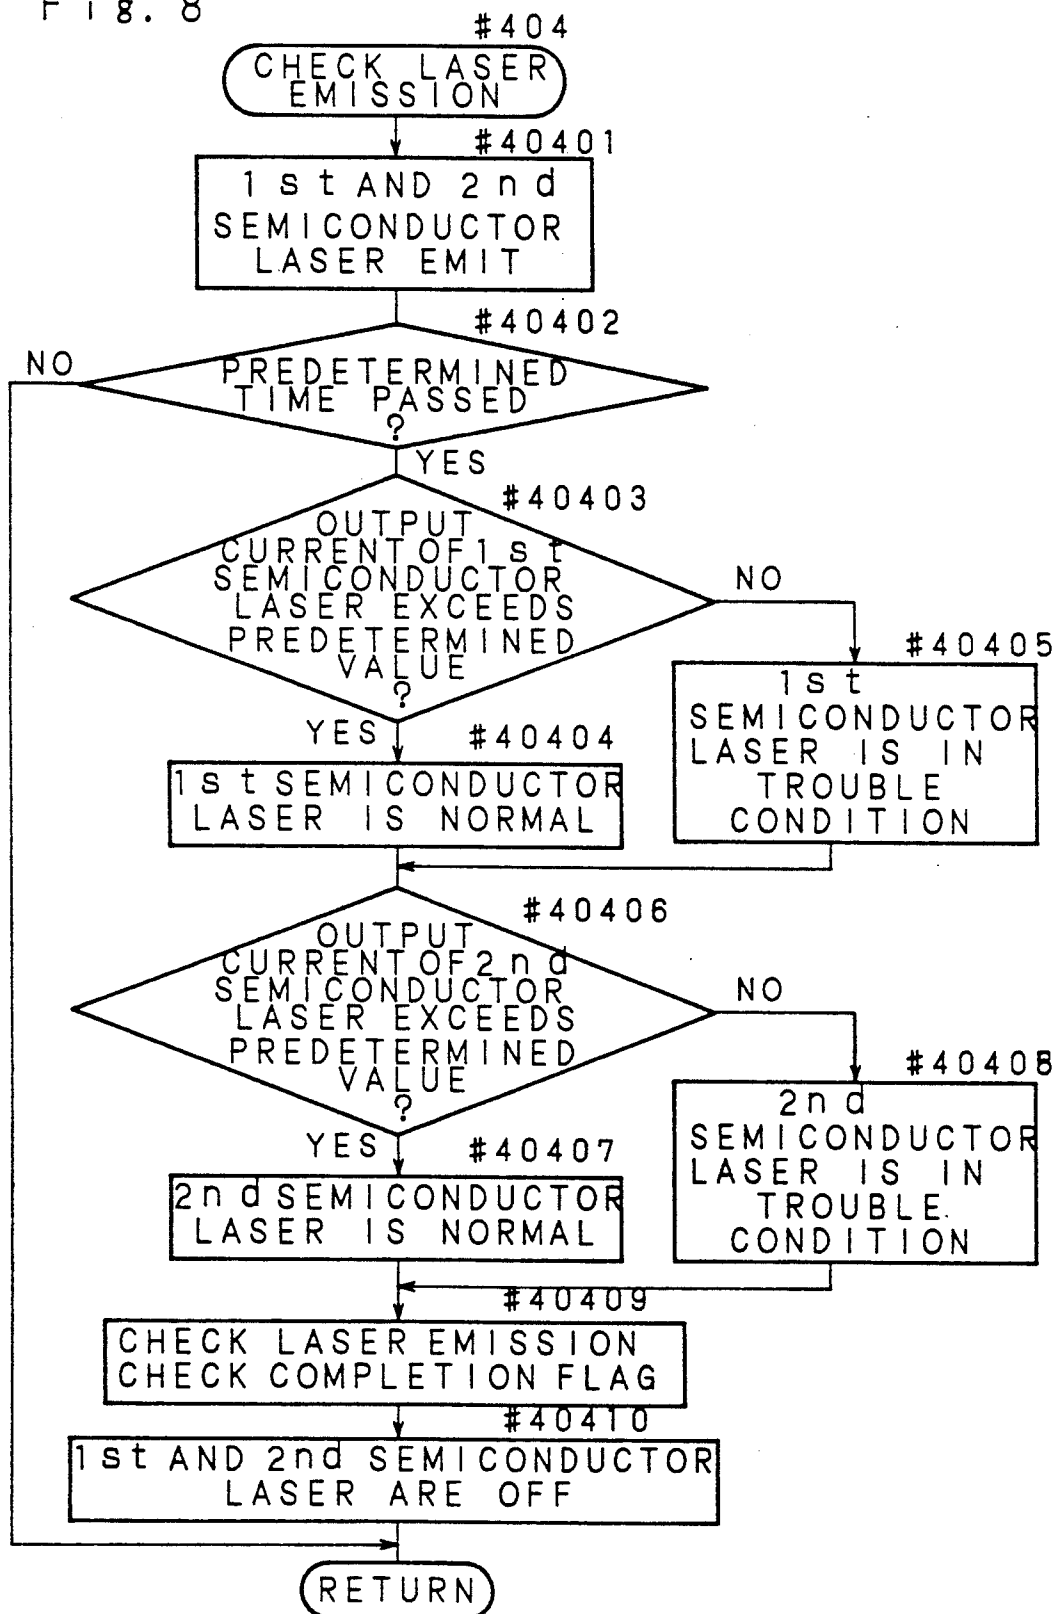 Fig. 8
#404
CHECK LASER
EMISSION
#40401
1st AND 2nd
SEMICONDUCTOR
LASER EMIT
#40402
NO
PREDETERMINED
TIME PASSED
?
YES
#40403
OUTPUT
CURRENT OF 1st
SEMICONDUCTOR
LASER EXCEEDS
PREDETERMINED
VALUE
?
NO
#40405
1st
SEMICONDUCTOR
LASER IS IN
TROUBLE
CONDITION
YES
#40404
1st SEMICONDUCTOR
LASER IS NORMAL
#40406
OUTPUT
CURRENT OF 2nd
SEMICONDUCTOR
LASER EXCEEDS
PREDETERMINED
VALUE
?
NO
#40408
2nd
SEMICONDUCTOR
LASER IS IN
TROUBLE
CONDITION
YES
#40407
2nd SEMICONDUCTOR
LASER IS NORMAL
#40409
CHECK LASER EMISSION
CHECK COMPLETION FLAG
#40410
1st AND 2nd SEMICONDUCTOR
LASER ARE OFF
RETURN